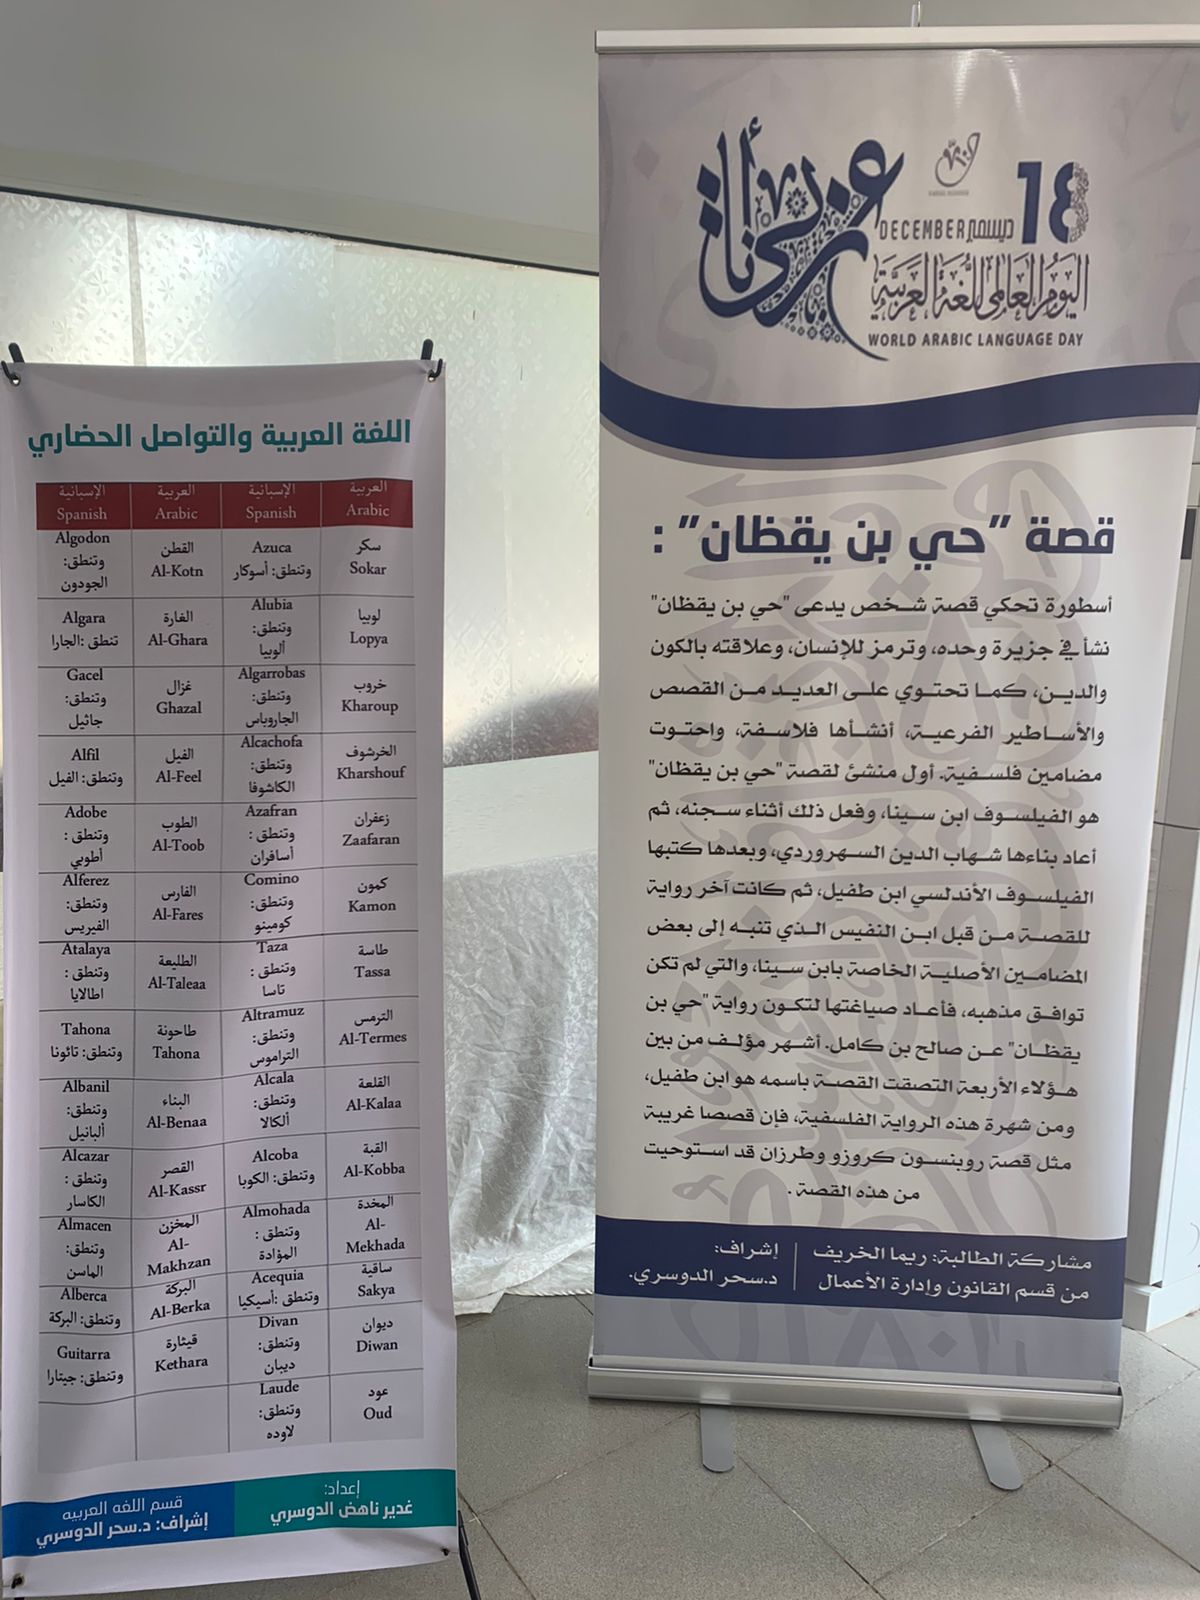 اللغة العربية والتواصل الحضاري
العربية
Arabic
الإسبانية
Spanish
العربية
Arabic
الإسبانية
Spanish
سكر
Sokar
Azuca
وتنطق: أسوكار
القطن
Al-Kotn
Algodon
وتنطق:
الجودون
لوبيا
Lopya
Alubia
وتنطق:
ألوبيا
الغارة
Al-Ghara
Algara
تنطق :الجارا
خروب
Kharoup
Algarrobas
وتنطق:
الجاروباس
غزال
Ghazal
Gacel
وتنطق:
جاثيل
الخرشوف
Kharshouf
Alcachofa
وتنطق:
الكاشوفا
الفيل
Al-Feel
Alfil
وتنطق: الفيل
زعفران
Zaafaran
Azafran
وتنطق :
أسافران
الطوب
Al-Toob
Adobe
وتنطق :
أطوبي
كمون
Kamon
Comino
وتنطق:
كومينو
الفارس
Al-Fares
Alferez
وتنطق:
الفيريس
طاسة
Tassa
Taza
وتنطق :
تاسا
الطليعة
Al-Taleaa
Atalaya
وتنطق :
اطالايا
الترمس
Al-Termes
Altramuz
وتنطق:
التراموس
طاحونة
Tahona
Tahona
وتنطق: تائونا
القلعة
Al-Kalaa
Alcala
وتنطق:
ألكالا
البناء
Al-Benaa
Albanil
وتنطق:
ألبانيل
القبة
Al-Kobba
Alcoba
وتنطق: الكوبا
القصر
Al-Kassr
Alcazar
وتنطق :
الكاسار
المخدة
Al-
Mekhada
Almohada
وتنطق :
المؤادة
المخزن
Al-
Makhzan
Almacen
وتنطق:
الماسن
ساقية
Sakya
Acequia
وتنطق :أسيكيا
البركة
Al-Berka
Alberca
وتنطق: البركة
ديوان
Diwan
Divan
وتنطق:
ديبان
قيثارة
Kethara
Guitarra
وتنطق: جيتارا
عود
Oud
Laude
وتنطق:
لاوده
إعداد:
غدير ناهض الدوسري
قسم اللغه العربيه
إشراف: د.سحر الدوسري
18
ديسمبر DECEMBER
اليوم العالمي للغة العربية
WORLD ARABIC LANGUAGE DAY
قصة "حي بن يقظان" :
أسطورة تحكي قصة شخص يدعى "حي بن يقظان"
نشأ في جزيرة وحده، وترمز للإنسان، وعلاقته بالكون
والدين، كما تحتوي على العديد من القصص
والأساطير الفرعية، أنشأها فلاسفة، واحتوت
مضامين فلسفية. أول منشئ لقصة "حي بن يقظان"
هو الفيلسوف ابن سينا، وفعل ذلك أثناء سجنه، ثم
أعاد بناءها شهاب الدين السهروردي، وبعدها كتبها
الفيلسوف الأندلسي ابن طفيل، ثم كانت آخر رواية
للقصة من قبل ابن النفيس الذي تنبه إلى بعض
المضامين الأصلية الخاصة بابن سينا، والتي لم تكن
توافق مذهبه، فأعاد صياغتها لتكون رواية "حي بن
يقظان" عن صالح بن كامل. أشهر مؤلف من بين
هؤلاء الأربعة التصقت القصة باسمه هو ابن طفيل،
ومن شهرة هذه الرواية الفلسفية، فإن قصصا غريبة
مثل قصة روبنسون كروزو وطرزان قد استوحيت
من هذه القصة .
مشاركة الطالبة: ريما الخريف
من قسم القانون وإدارة الأعمال
إشراف:
د.سحر الدوسري.